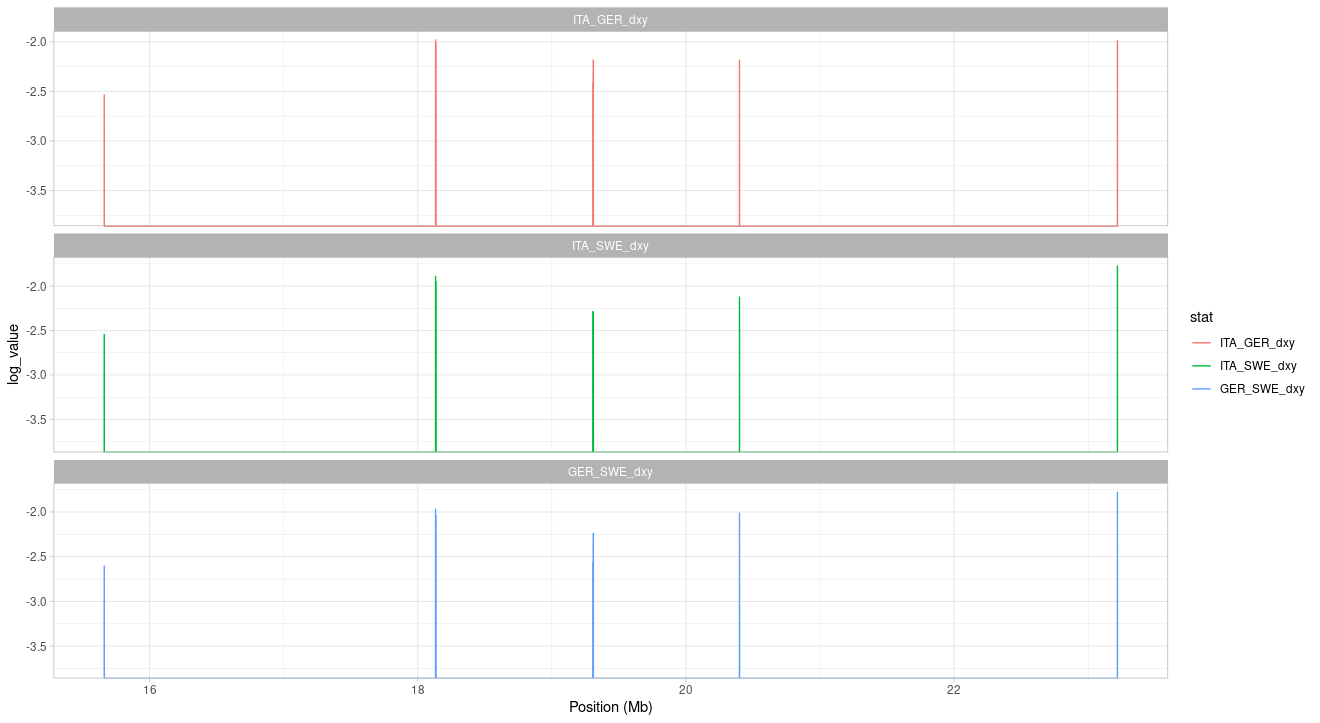 ITA_GER_dxy
-2.0
-2.5
-3.0
-3.5
ITA_SWE_dxy
-2.0
-2.5
-3.0
-3.5
GER_SWE_dxy
-2.0
-2.5
-3.0
-3.5
16 18 20 22
Position (Mb)
log_value
stat
ITA_GER_dxy
ITA_SWE_dxy
GER_SWE_dxy